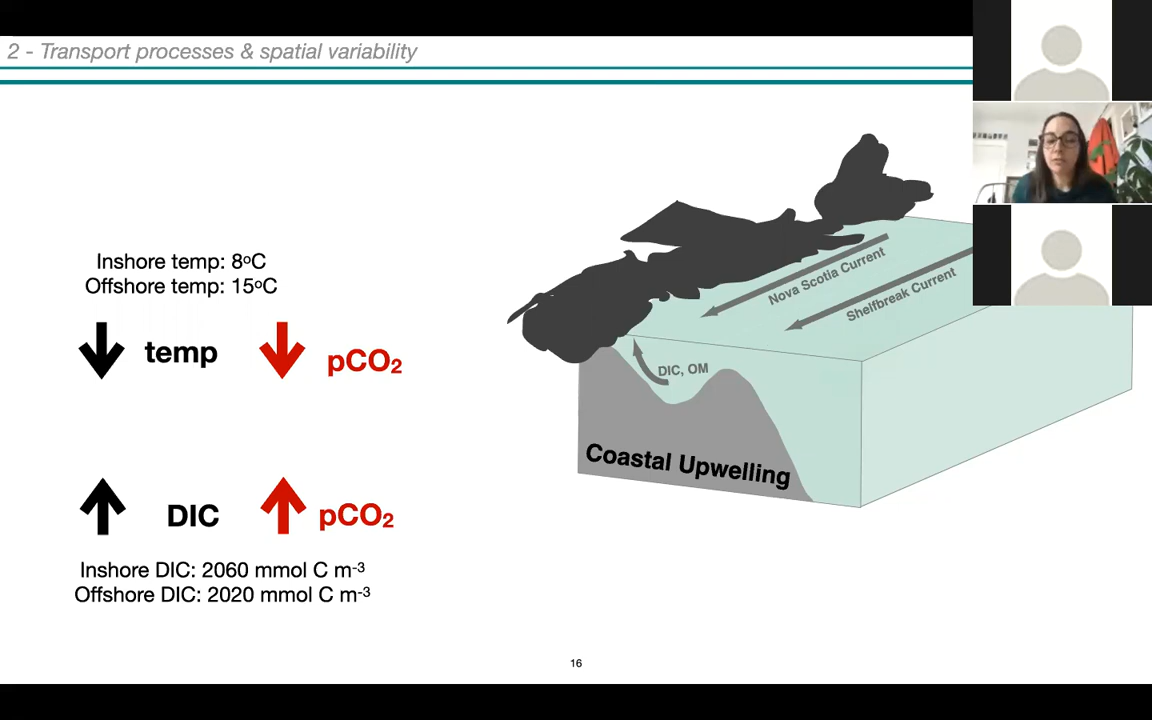 2 - Transport processes & spatial variability
Inshore temp: 8ºC
Offshore temp: 15ºC
temp
pCO₂
DIC
pCO₂
Inshore DIC: 2060 mmol C m⁻³
Offshore DIC: 2020 mmol C m⁻³
Nova Scotia Current
Shelfbreak Current
DIC, OM
Coastal Upwelling
16